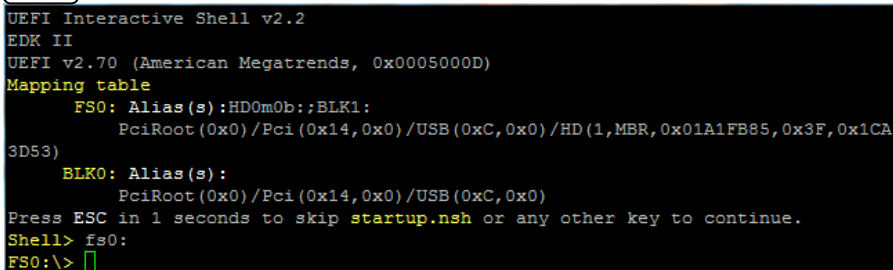 UEFI Interactive Shell v2.2
EDK II
UEFI v2.70 (American Megatrends, 0x0005000D)
Mapping table
FS0: Alias(s):HD0m0b:;BLK1:
PciRoot(0x0)/Pci(0x14,0x0)/USB(0xC,0x0)/HD(1,MBR,0x01A1FB85,0x3F,0x1CA
3D53)
BLK0: Alias(s):
PciRoot(0x0)/Pci(0x14,0x0)/USB(0xC,0x0)
Press ESC in 1 seconds to skip startup.nsh or any other key to continue.
Shell> fs0:
FS0:\>